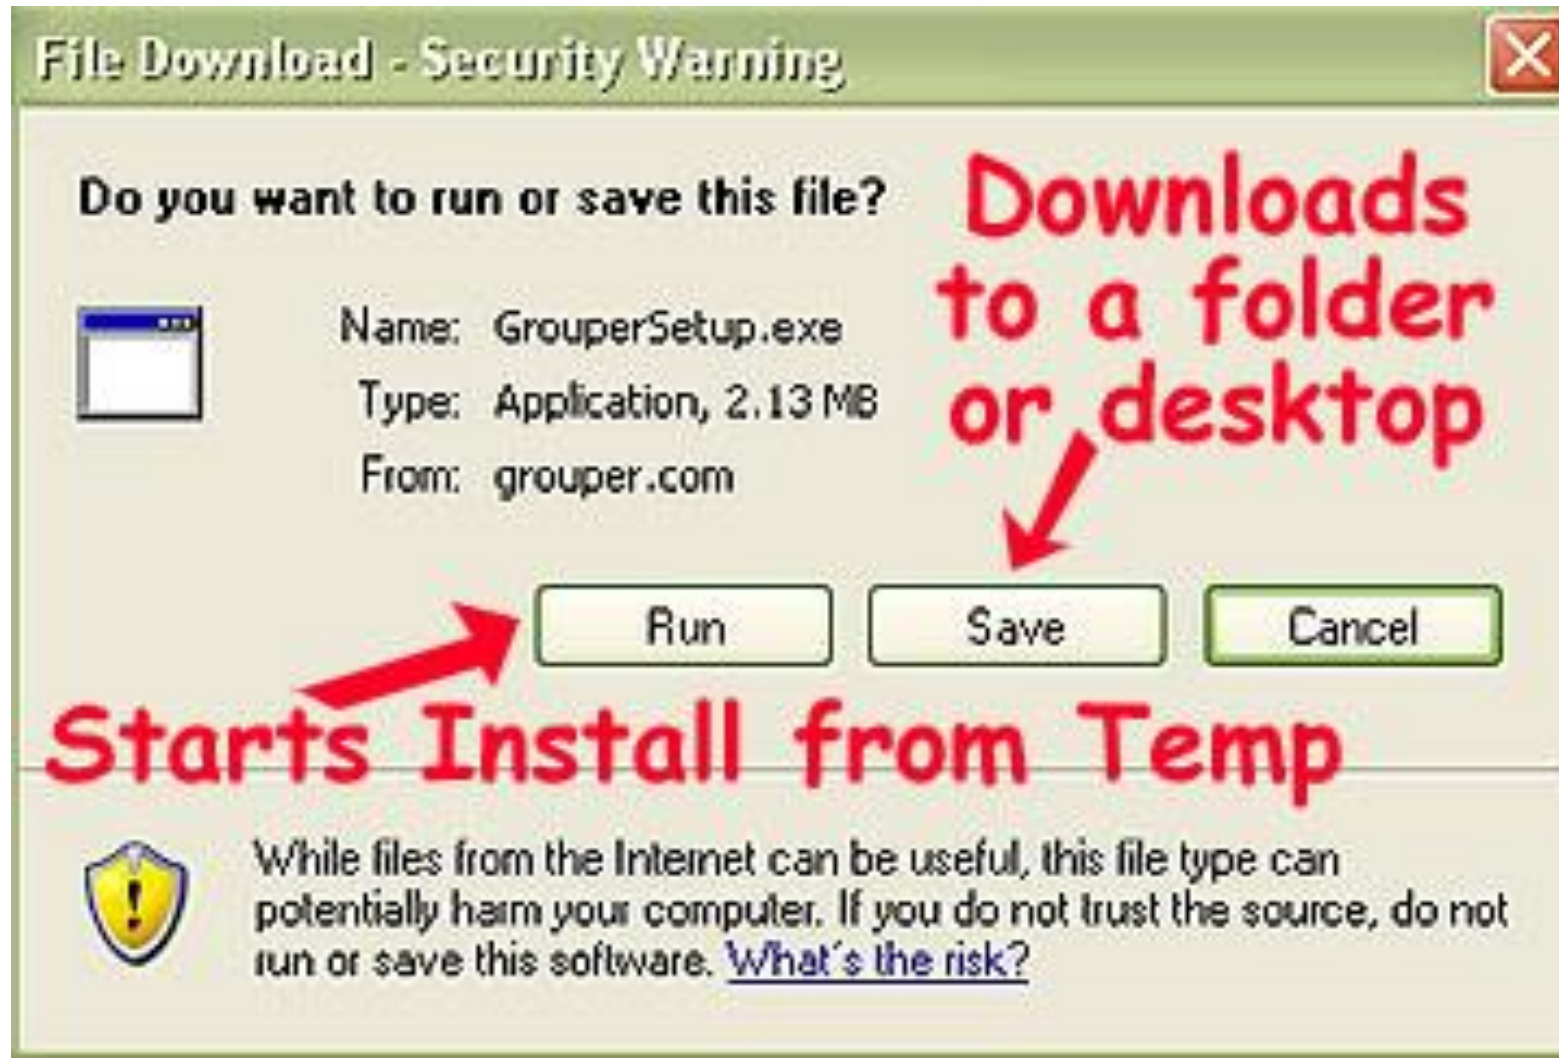 File Download - Security Warning
Do you want to run or save this file?
Downloads
to a folder
or desktop
Name: GrouperSetup.exe
Type: Application, 2.13 MB
From: grouper.com
Run Save Cancel
Starts Install from Temp
While files from the Internet can be useful, this file type can
potentially harm your computer. If you do not trust the source, do not
run or save this software. What's the risk?